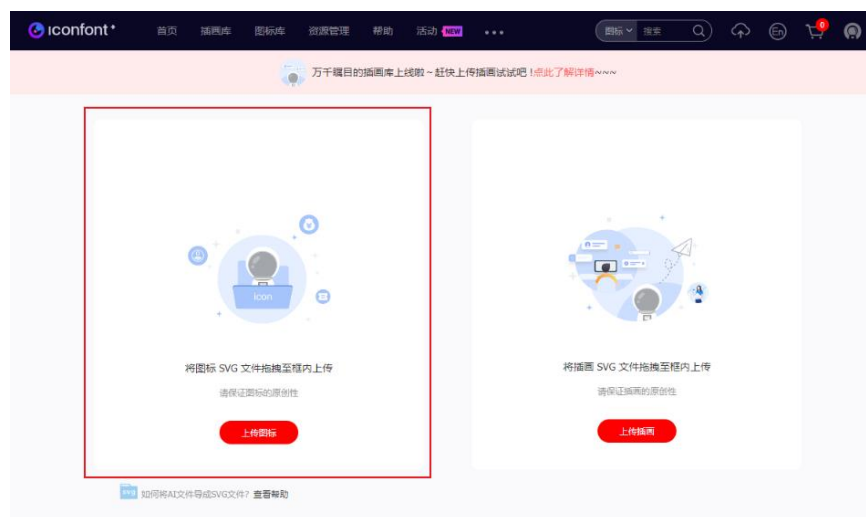 iconfont+ 首页 插画库 图标库 资源管理 帮助 活动 NEW 图标 搜索 En 0
万千瞩目的插画库上线啦~赶快上传插画试试吧!点此了解详情~~~
icon
将图标 SVG 文件拖拽至框内上传
请保证图标的原创性
上传图标
将插画 SVG 文件拖拽至框内上传
请保证插画的原创性
上传插画
SVG 如何将AI文件导成SVG文件? 查看帮助